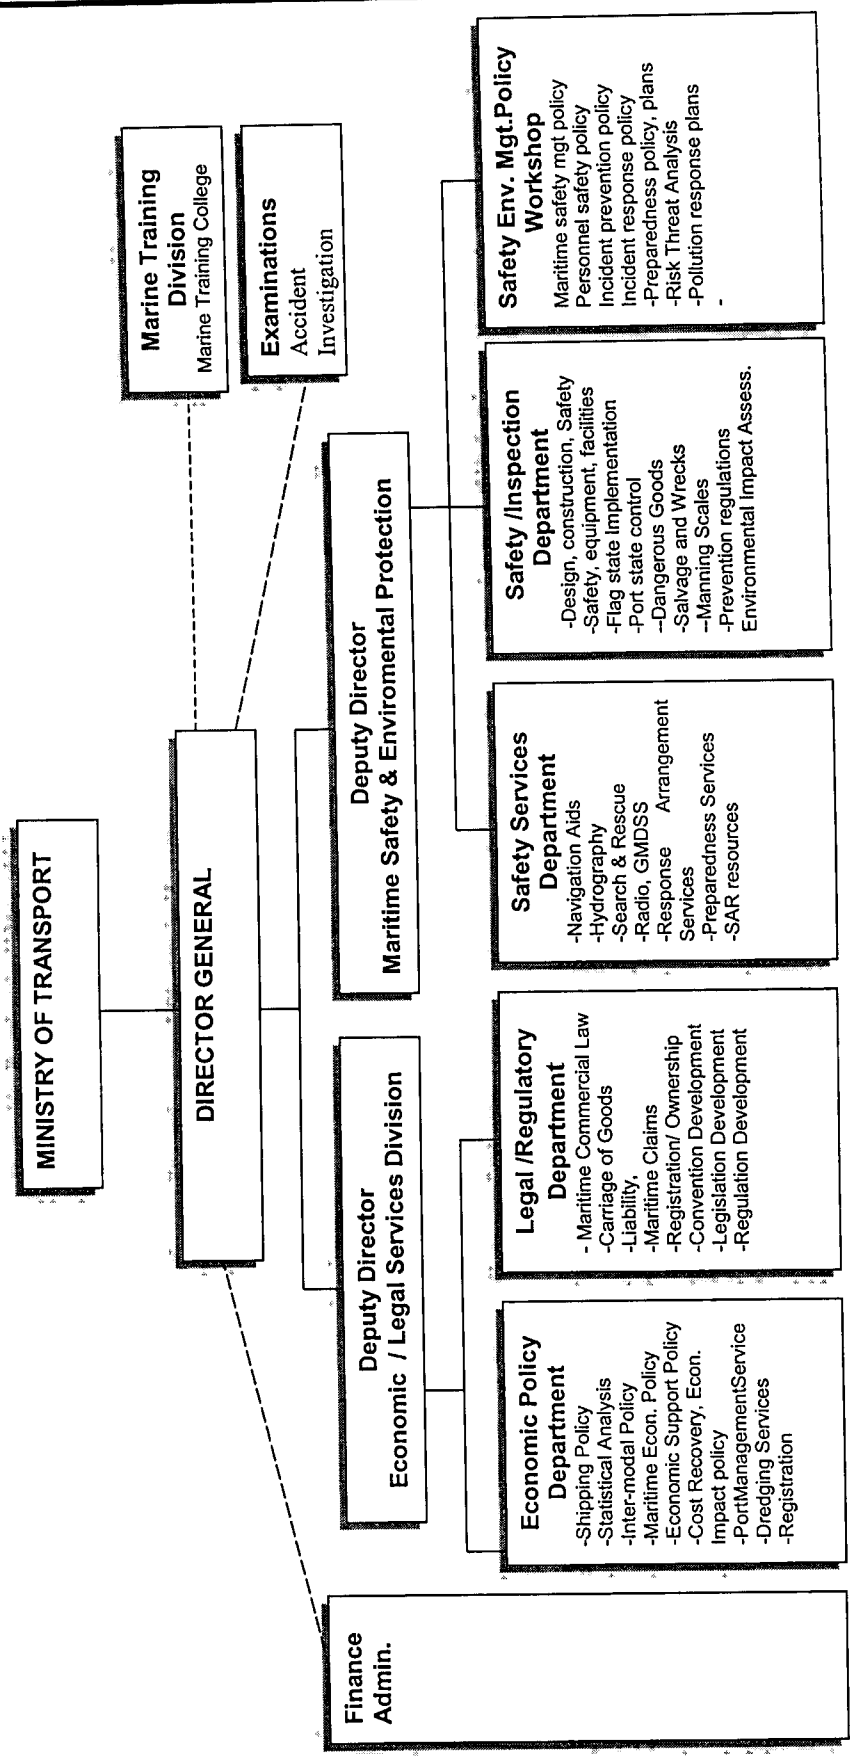 MINISTRY OF TRANSPORT
DIRECTOR GENERAL
Marine Training
Division
Marine Training College
Examinations
Accident
Investigation
Finance
Admin.
Deputy Director
Economic / Legal Services Division
Deputy Director
Maritime Safety & Enviromental Protection
Economic Policy
Department
-Shipping Policy
-Statistical Analysis
-Inter-modal Policy
-Maritime Econ. Policy
-Economic Support Policy
-Cost Recovery, Econ.
Impact policy
-PortManagementService
-Dredging Services
-Registration
Legal /Regulatory
Department
- Maritime Commercial Law
-Carriage of Goods
-Liability,
-Maritime Claims
-Registration/ Ownership
-Convention Development
-Legislation Development
-Regulation Development
Safety Services
Department
-Navigation Aids
-Hydrography
-Search & Rescue
-Radio, GMDSS
-Response Arrangement
Services
-Preparedness Services
-SAR resources
Safety /Inspection
Department
-Design, construction, Safety
-Safety, equipment, facilities
-Flag state Implementation
-Port state control
--Dangerous Goods
-Salvage and Wrecks
--Manning Scales
-Prevention regulations
Environmental Impact Assess.
Safety Env. Mgt.Policy
Workshop
Maritime safety mgt policy
Personnel safety policy
Incident prevention policy
Incident response policy
-Preparedness policy, plans
-Risk Threat Analysis
-Pollution response plans
-